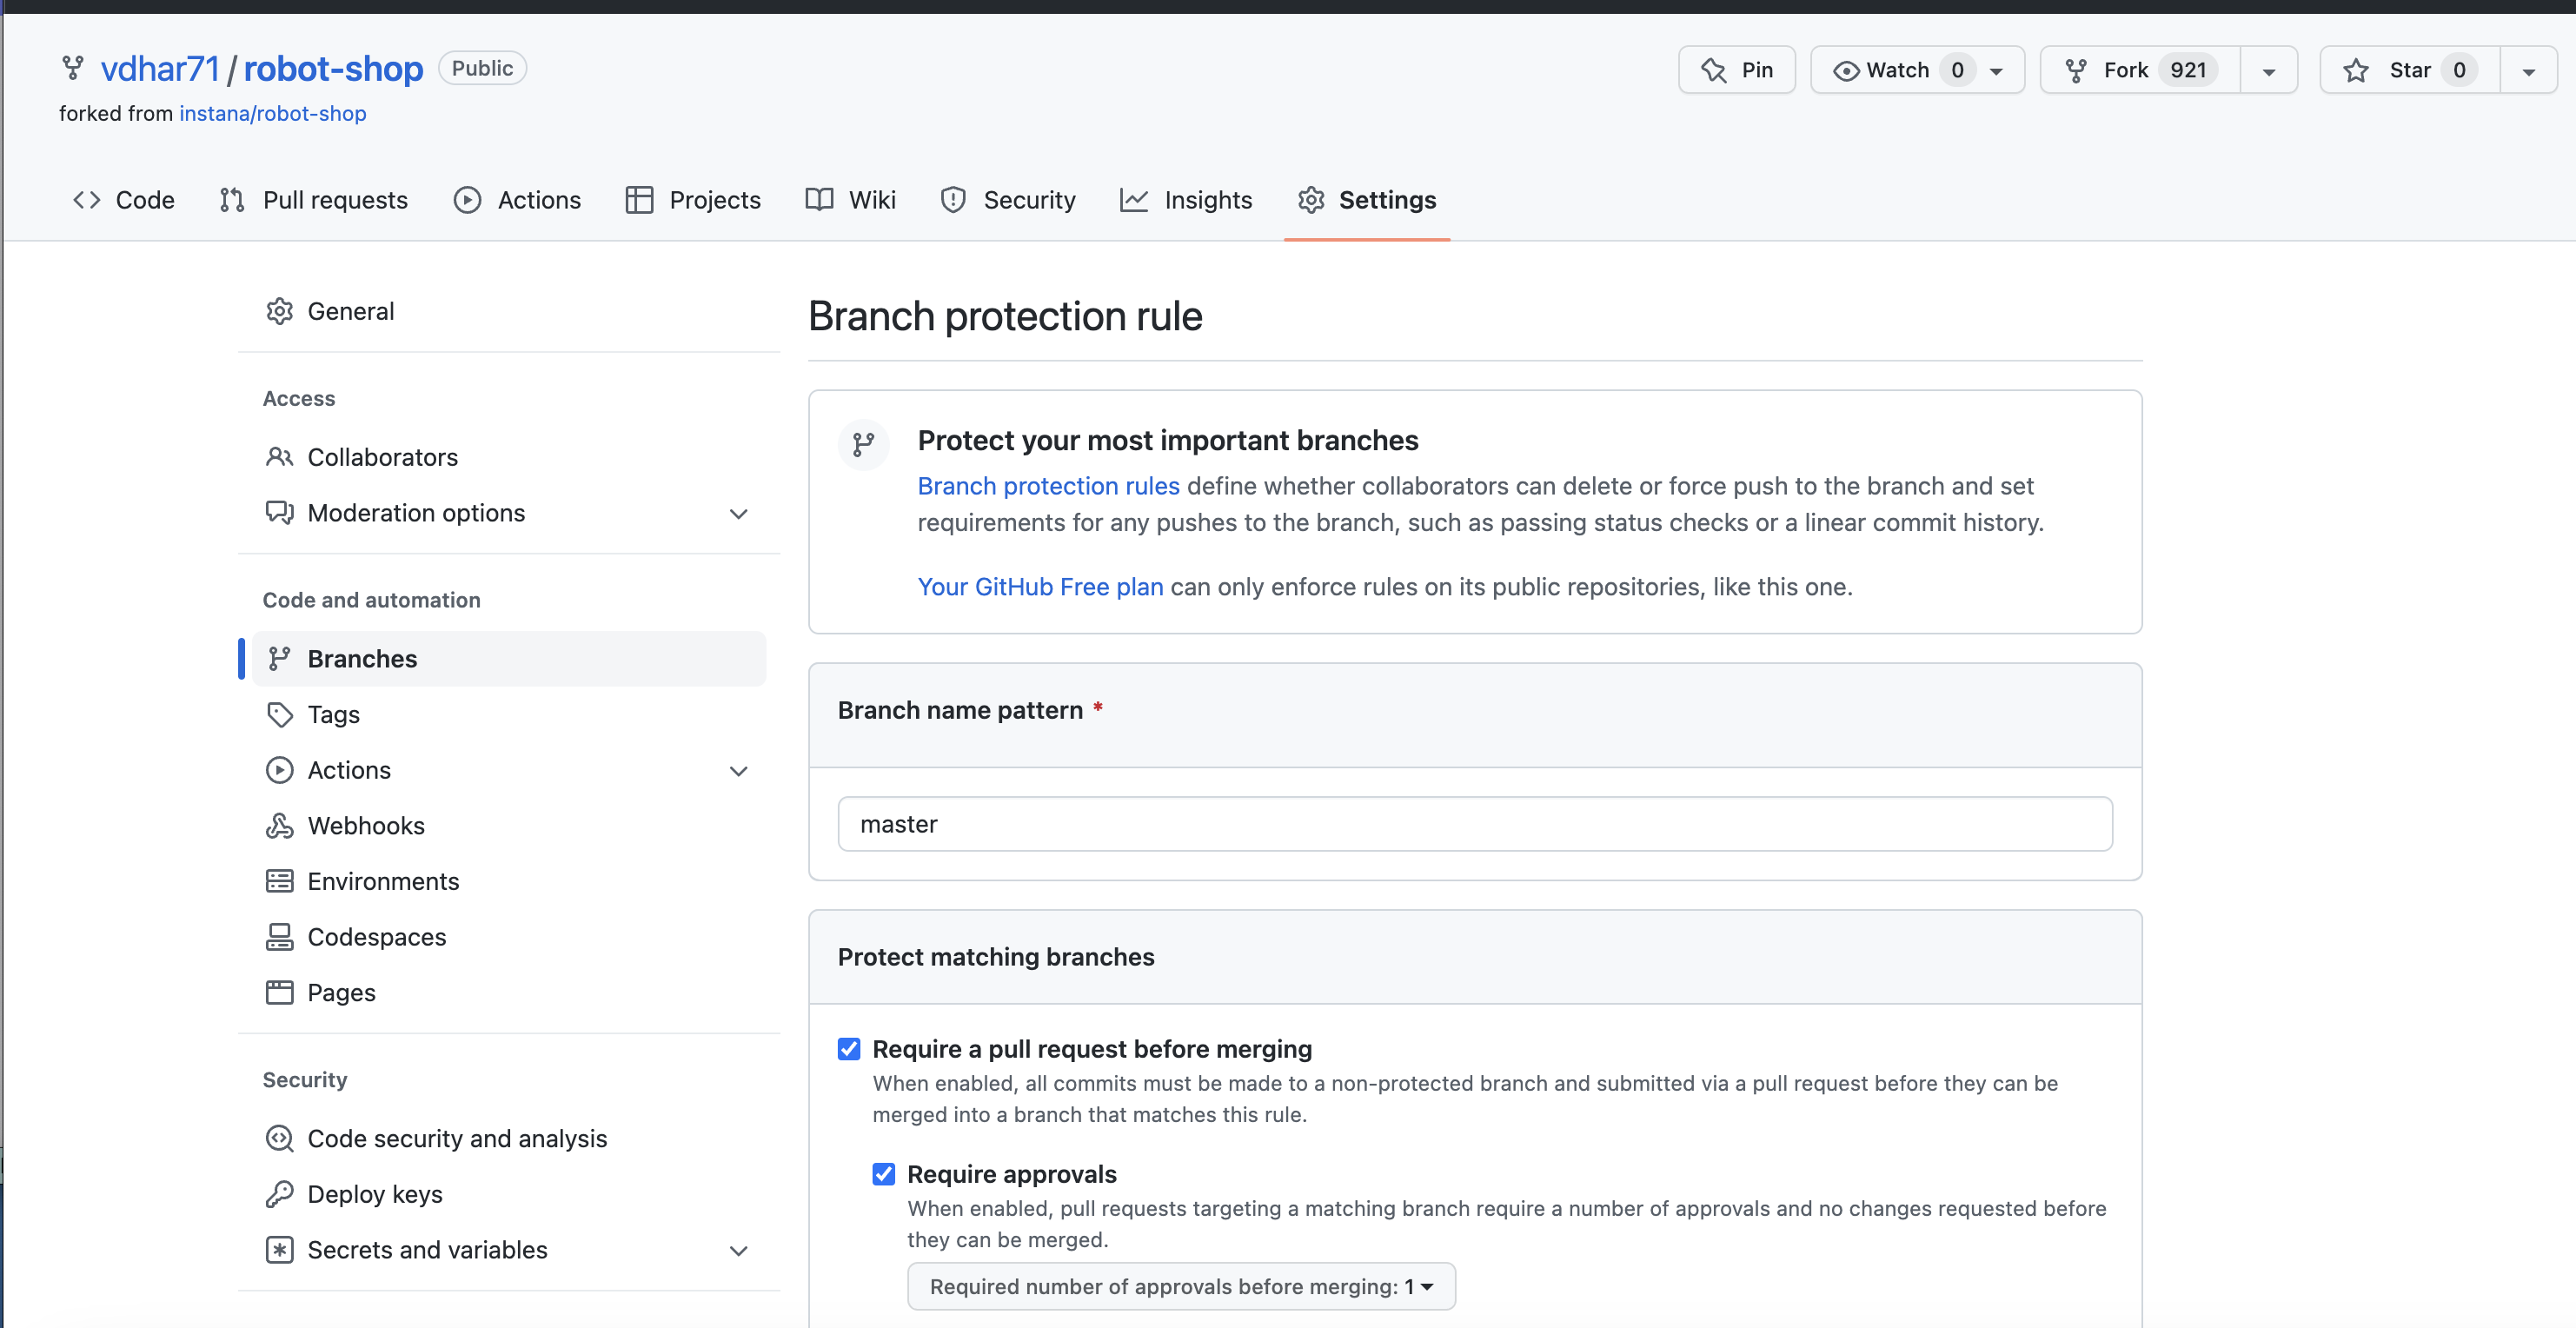 vdhar71 / robot-shop Public
Pin Watch 0 Fork 921 Star 0
forked from instana/robot-shop
Code Pull requests Actions Projects Wiki Security Insights Settings
General
Access
Collaborators
Moderation options
Code and automation
Branches
Tags
Actions
Webhooks
Environments
Codespaces
Pages
Security
Code security and analysis
Deploy keys
Secrets and variables
Branch protection rule
Protect your most important branches
Branch protection rules define whether collaborators can delete or force push to the branch and set
requirements for any pushes to the branch, such as passing status checks or a linear commit history.
Your GitHub Free plan can only enforce rules on its public repositories, like this one.
Branch name pattern *
master
Protect matching branches
Require a pull request before merging
When enabled, all commits must be made to a non-protected branch and submitted via a pull request before they can be
merged into a branch that matches this rule.
Require approvals
When enabled, pull requests targeting a matching branch require a number of approvals and no changes requested before
they can be merged.
Required number of approvals before merging: 1